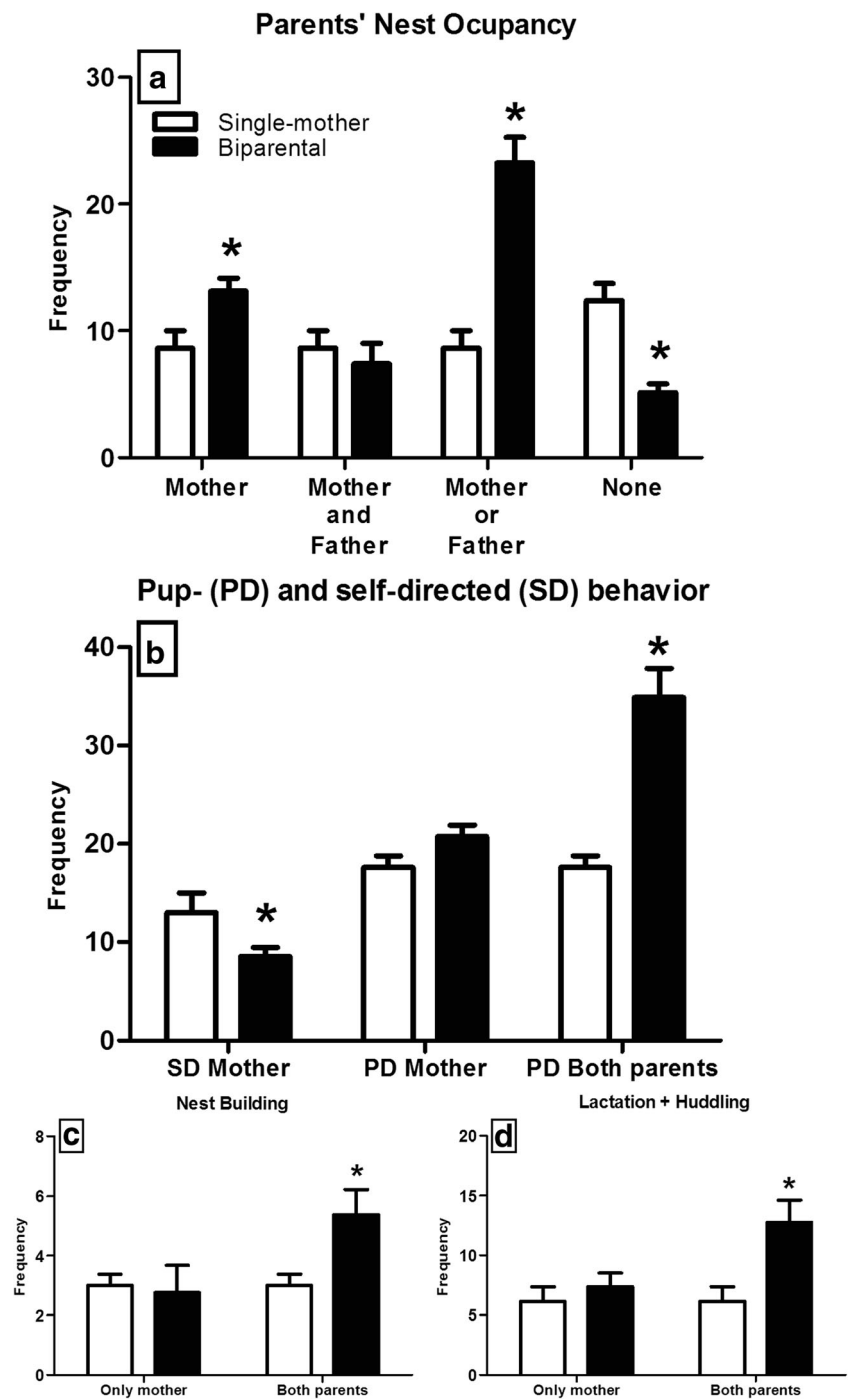 Parents' Nest Ocupancy
a
30
20
10
0
Frequency
Single-mother
Biparental
*
*
*
Mother
Mother
and
Father
Mother
or
Father
None
Pup- (PD) and self-directed (SD) behavior
b
40
30
20
10
0
Frequency
*
*
SD Mother
PD Mother
PD Both parents
Nest Building
c
8
6
4
2
0
Frequency
*
Only mother
Both parents
Lactation + Huddling
d
20
15
10
5
0
Frequency
*
Only mother
Both parents